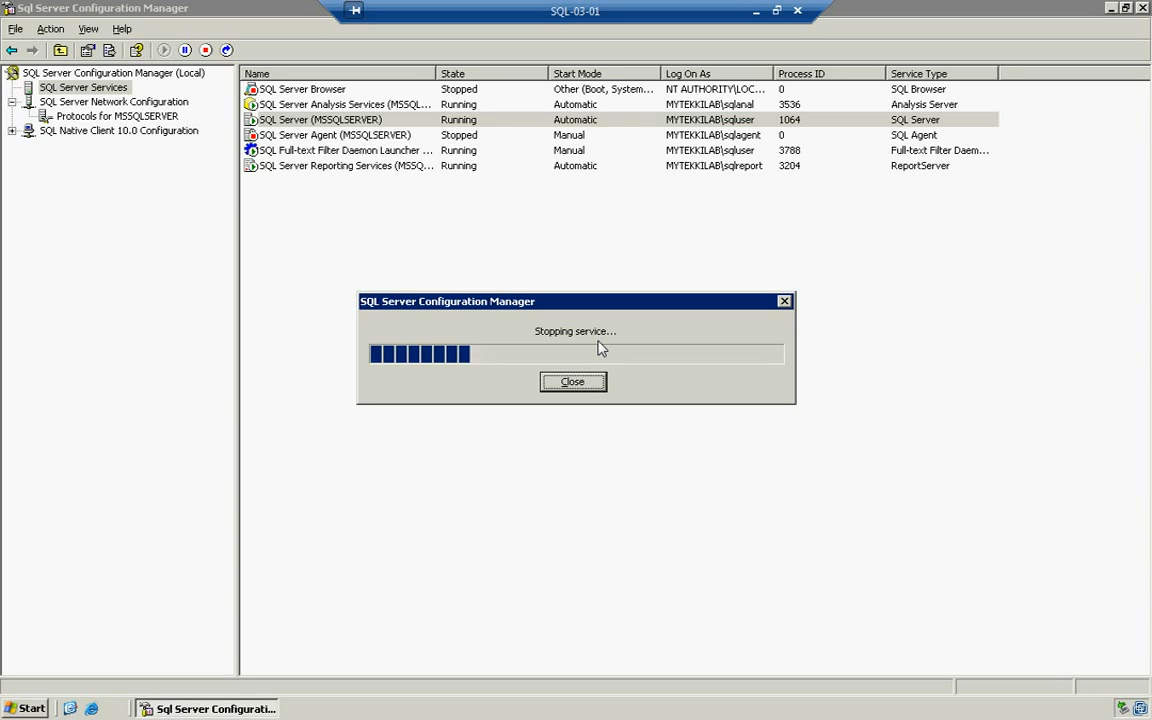 Sql Server Configuration Manager
SQL-03-01
File Action View Help
SQL Server Configuration Manager (Local)
SQL Server Services
SQL Server Network Configuration
Protocols for MSSQLSERVER
SQL Native Client 10.0 Configuration
Name State Start Mode Log On As Process ID Service Type
SQL Server Browser Stopped Other (Boot, System... NT AUTHORITY\LOC... 0 SQL Browser
SQL Server Analysis Services (MSSQL... Running Automatic MYTEKKILAB\sqlanal 3536 Analysis Server
SQL Server (MSSQLSERVER) Running Automatic MYTEKKILAB\sqluser 1064 SQL Server
SQL Server Agent (MSSQLSERVER) Stopped Manual MYTEKKILAB\sqlagent 0 SQL Agent
SQL Full-text Filter Daemon Launcher ... Running Manual MYTEKKILAB\sqluser 3788 Full-text Filter Daem...
SQL Server Reporting Services (MSSQ... Running Automatic MYTEKKILAB\sqlreport 3204 ReportServer
SQL Server Configuration Manager
Stopping service...
Close
Start
Sql Server Configurati...